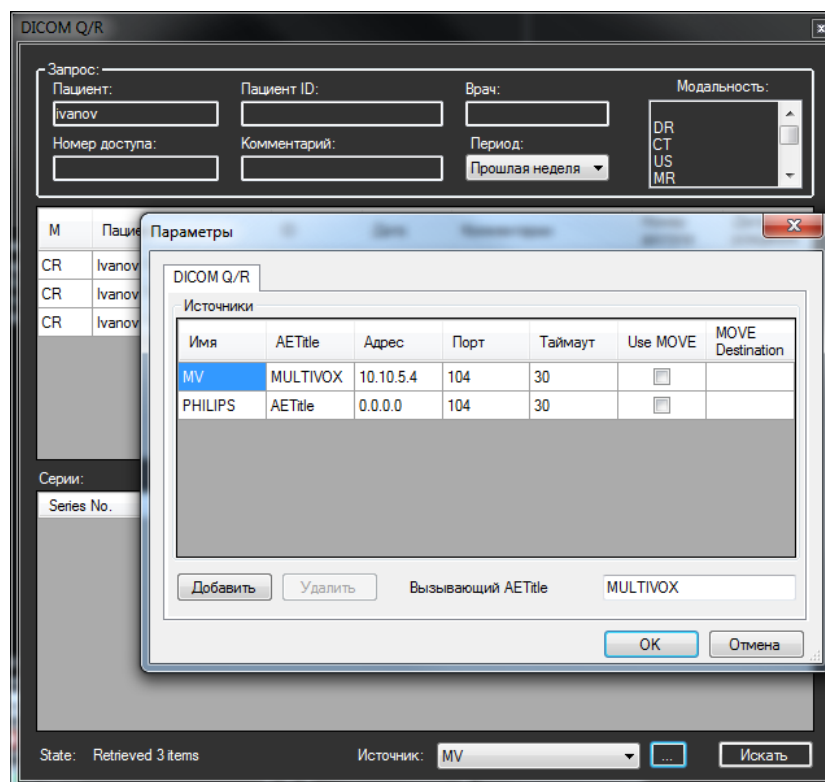 DICOM Q/R
Запрос:
Пациент: Пациент ID: Врач: Модальность:
ivanov
Номер доступа: Комментарий: Период:
Прошлая неделя
DR
CT
US
MR
М Пацие
CR Ivanov
CR Ivanov
CR Ivanov
Параметры
DICOM Q/R
Источники
Имя AETitle Адрес Порт Таймаут Use MOVE MOVE Destination
MV MULTIVOX 10.10.5.4 104 30
PHILIPS AETitle 0.0.0.0 104 30
Добавить Удалить Вызывающий AETitle MULTIVOX
OK Отмена
Серии:
Series No.
State: Retrieved 3 items Источник: MV ... Искать